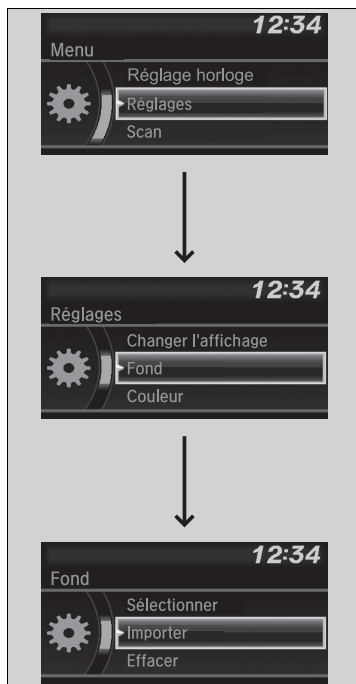 12:34
Menu
Réglage horloge
Réglages
Scan
12:34
Réglages
Changer l'affichage
Fond
Couleur
12:34
Fond
Sélectionner
Importer
Effacer